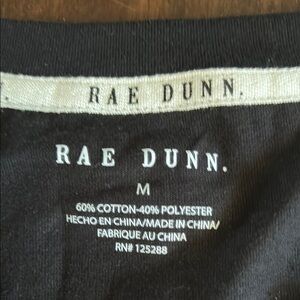 RAE DUNN.
RAE DUNN.
M
60% COTTON-40% POLYESTER
HECHO EN CHINA/MADE IN CHINA/
FABRIQUE AU CHINA
RN# 125288